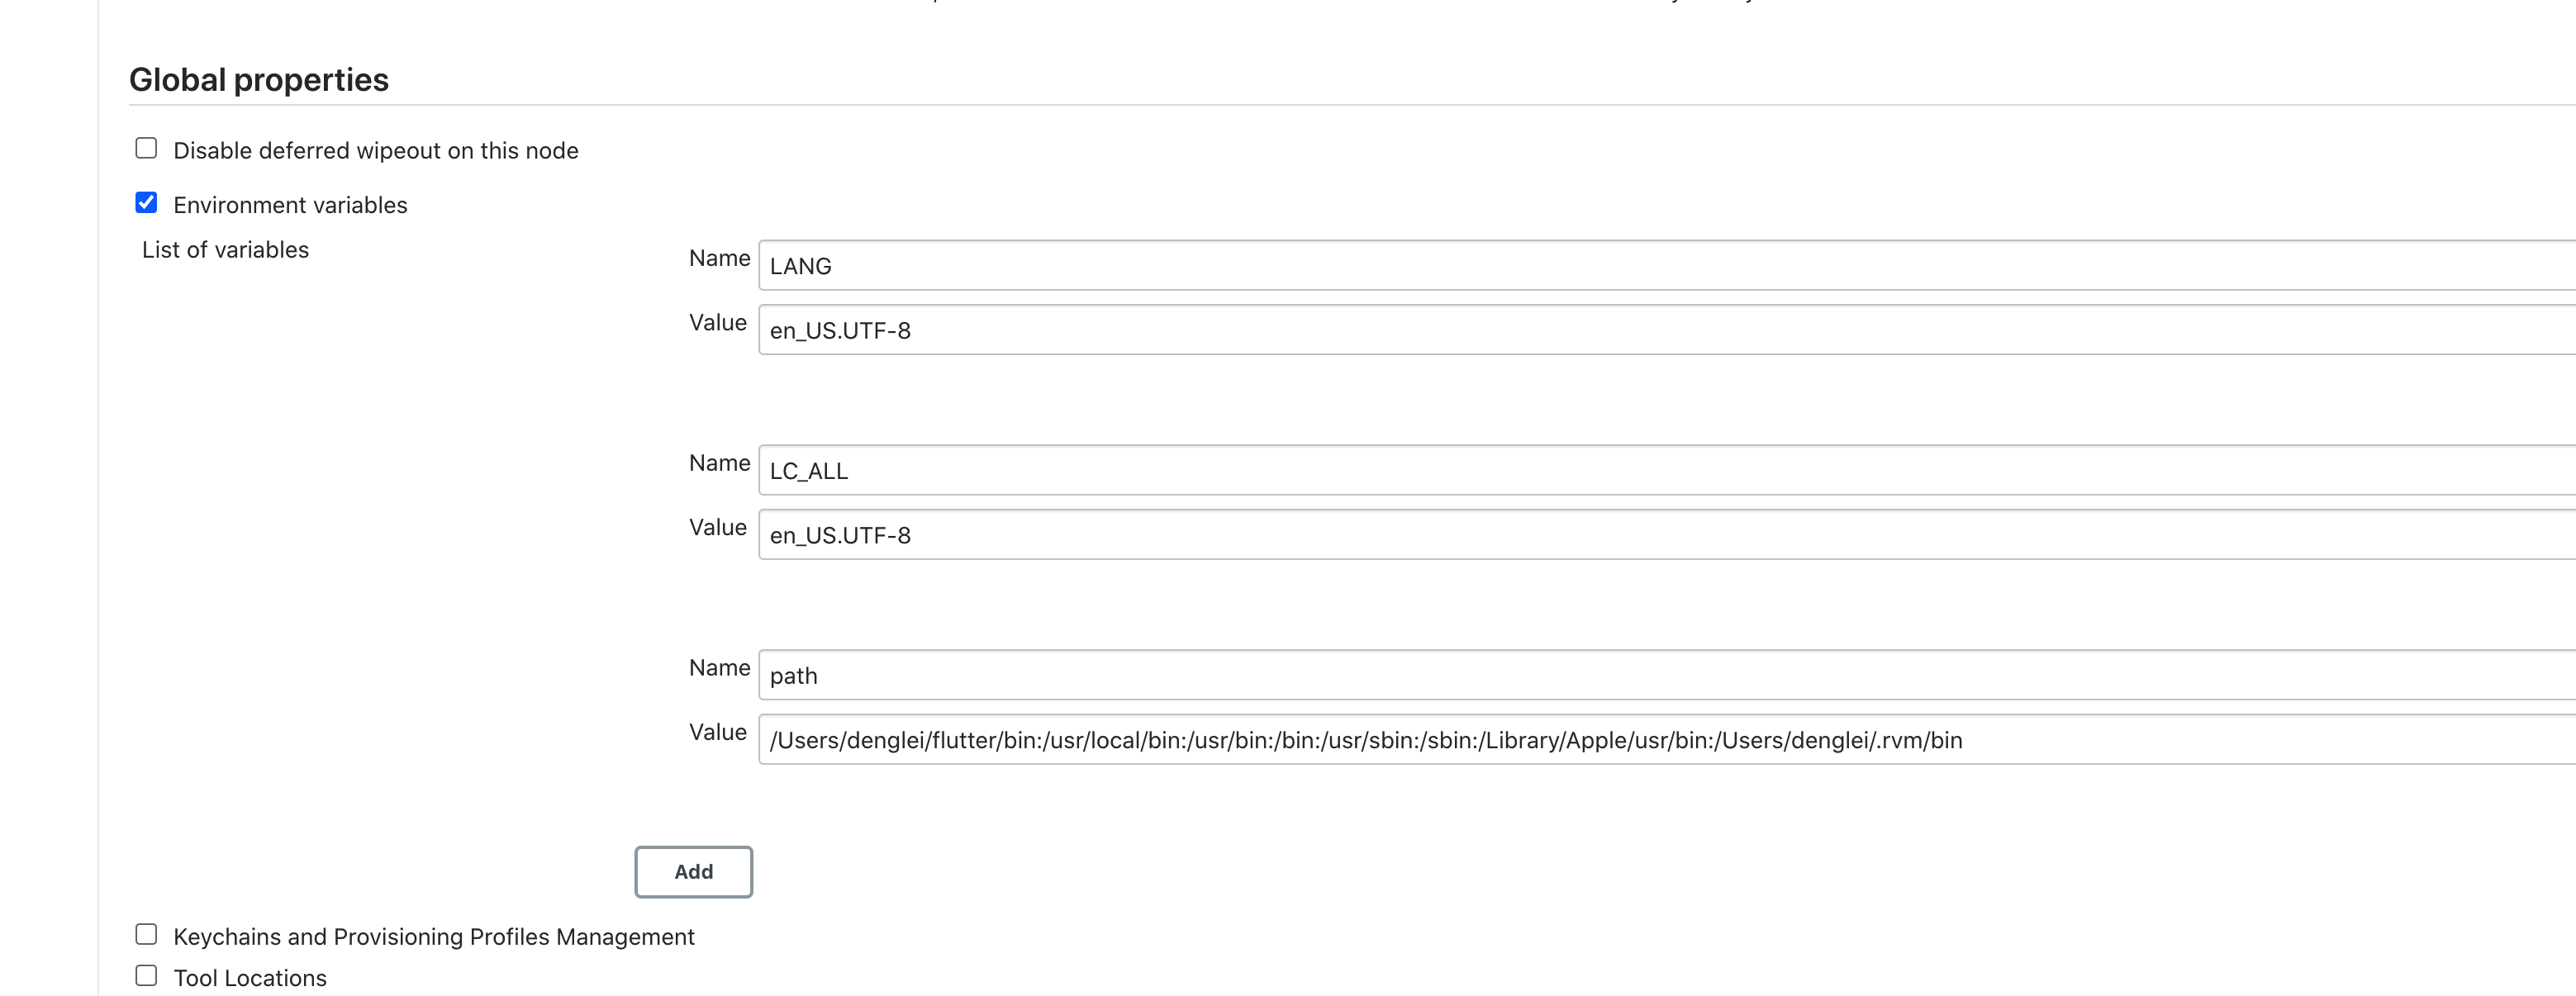 Global properties
Disable deferred wipeout on this node
Environment variables
List of variables
Name LANG
Value en_US.UTF-8
Name LC_ALL
Value en_US.UTF-8
Name path
Value /Users/denglei/flutter/bin:/usr/local/bin:/usr/bin:/bin:/usr/sbin:/sbin:/Library/Apple/usr/bin:/Users/denglei/.rvm/bin
Add
Keychains and Provisioning Profiles Management
Tool Locations